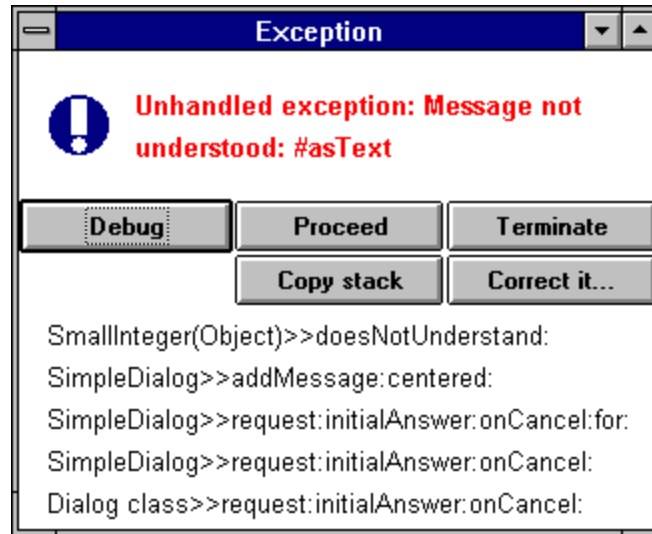 Exception
Unhandled exception: Message not
understood: #asText
Debug Proceed Terminate
Copy stack Correct it...
SmallInteger(Object)>>doesNotUnderstand:
SimpleDialog>>addMessage:centered:
SimpleDialog>>request:initialAnswer:onCancel:for:
SimpleDialog>>request:initialAnswer:onCancel:
Dialog class>>request:initialAnswer:onCancel: